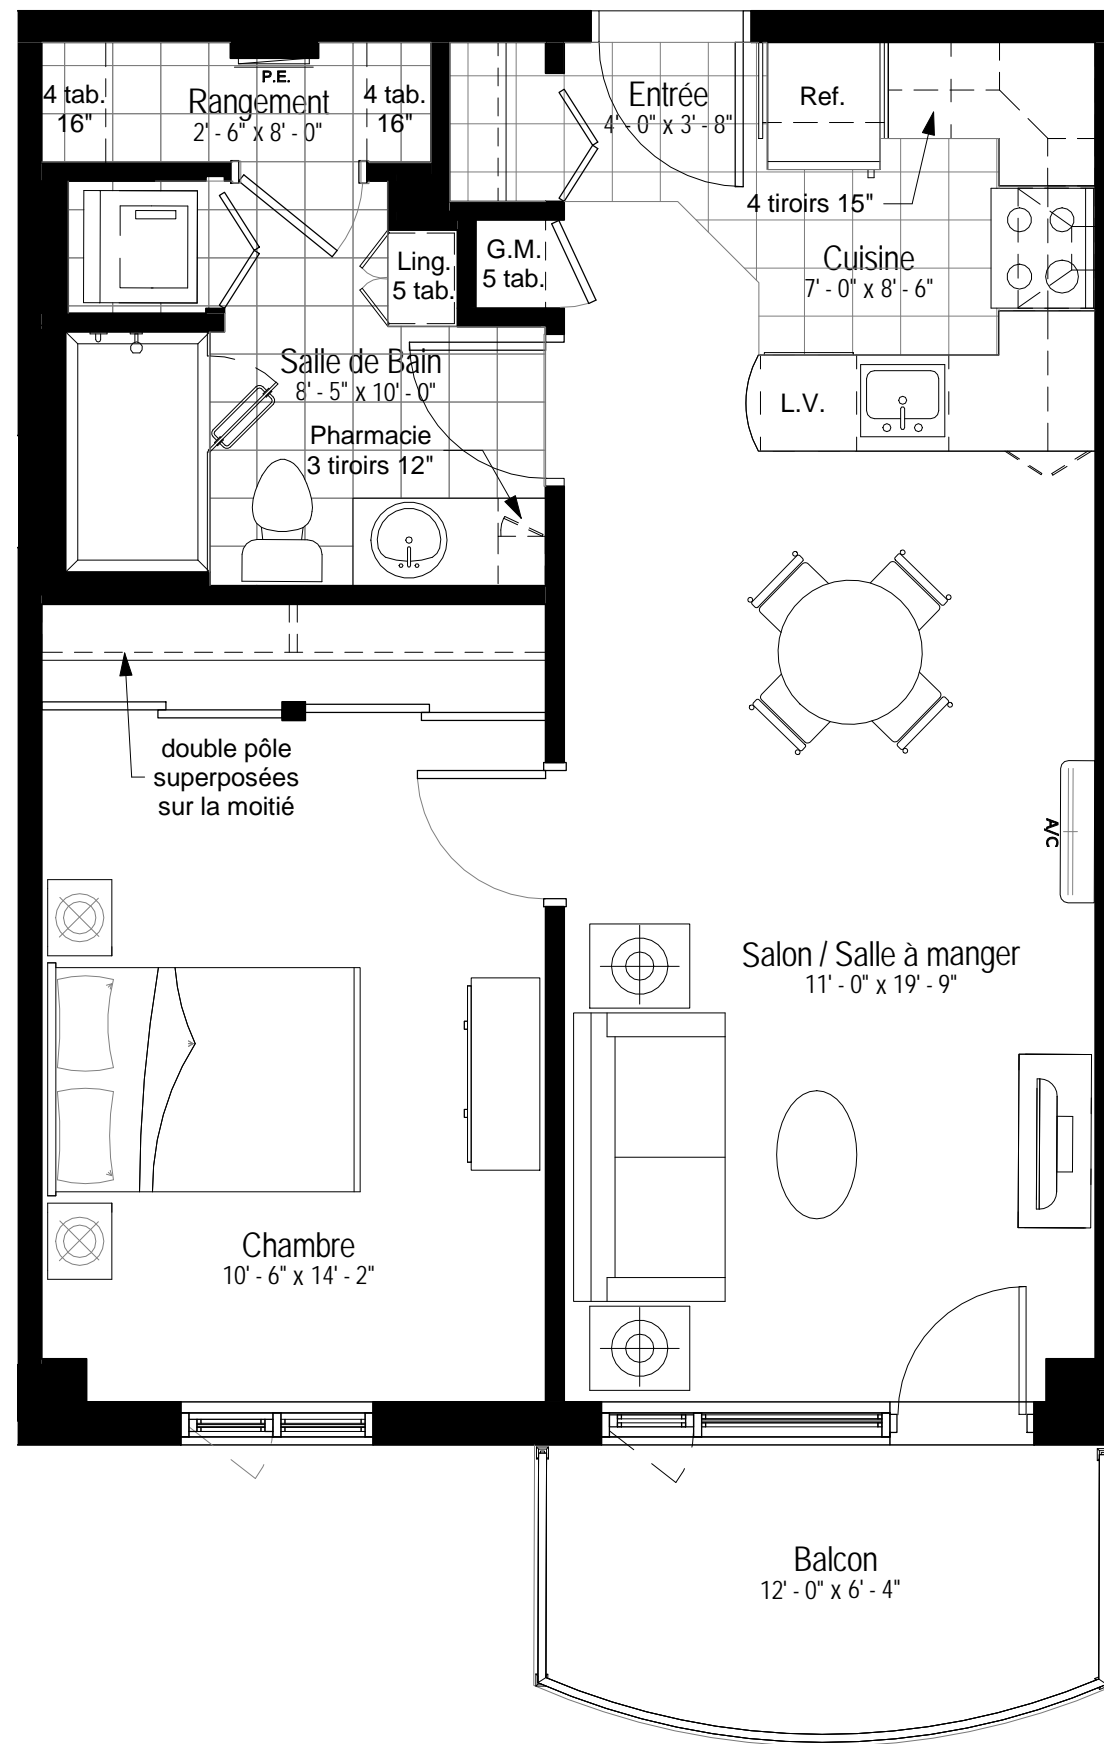 P.E.
4 tab.
16"
Rangement
2' - 6" x 8' - 0"
4 tab.
16"
Entrée
4' - 0" x 3' - 8"
Ref.
4 tiroirs 15"
Ling.
5 tab.
G.M.
5 tab.
Cuisine
7' - 0" x 8' - 6"
Salle de Bain
8' - 5" x 10' - 0"
L.V.
Pharmacie
3 tiroirs 12"
double pôle
superposées
sur la moitié
A/C
Salon / Salle à manger
11' - 0" x 19' - 9"
Chambre
10' - 6" x 14' - 2"
Balcon
12' - 0" x 6' - 4"